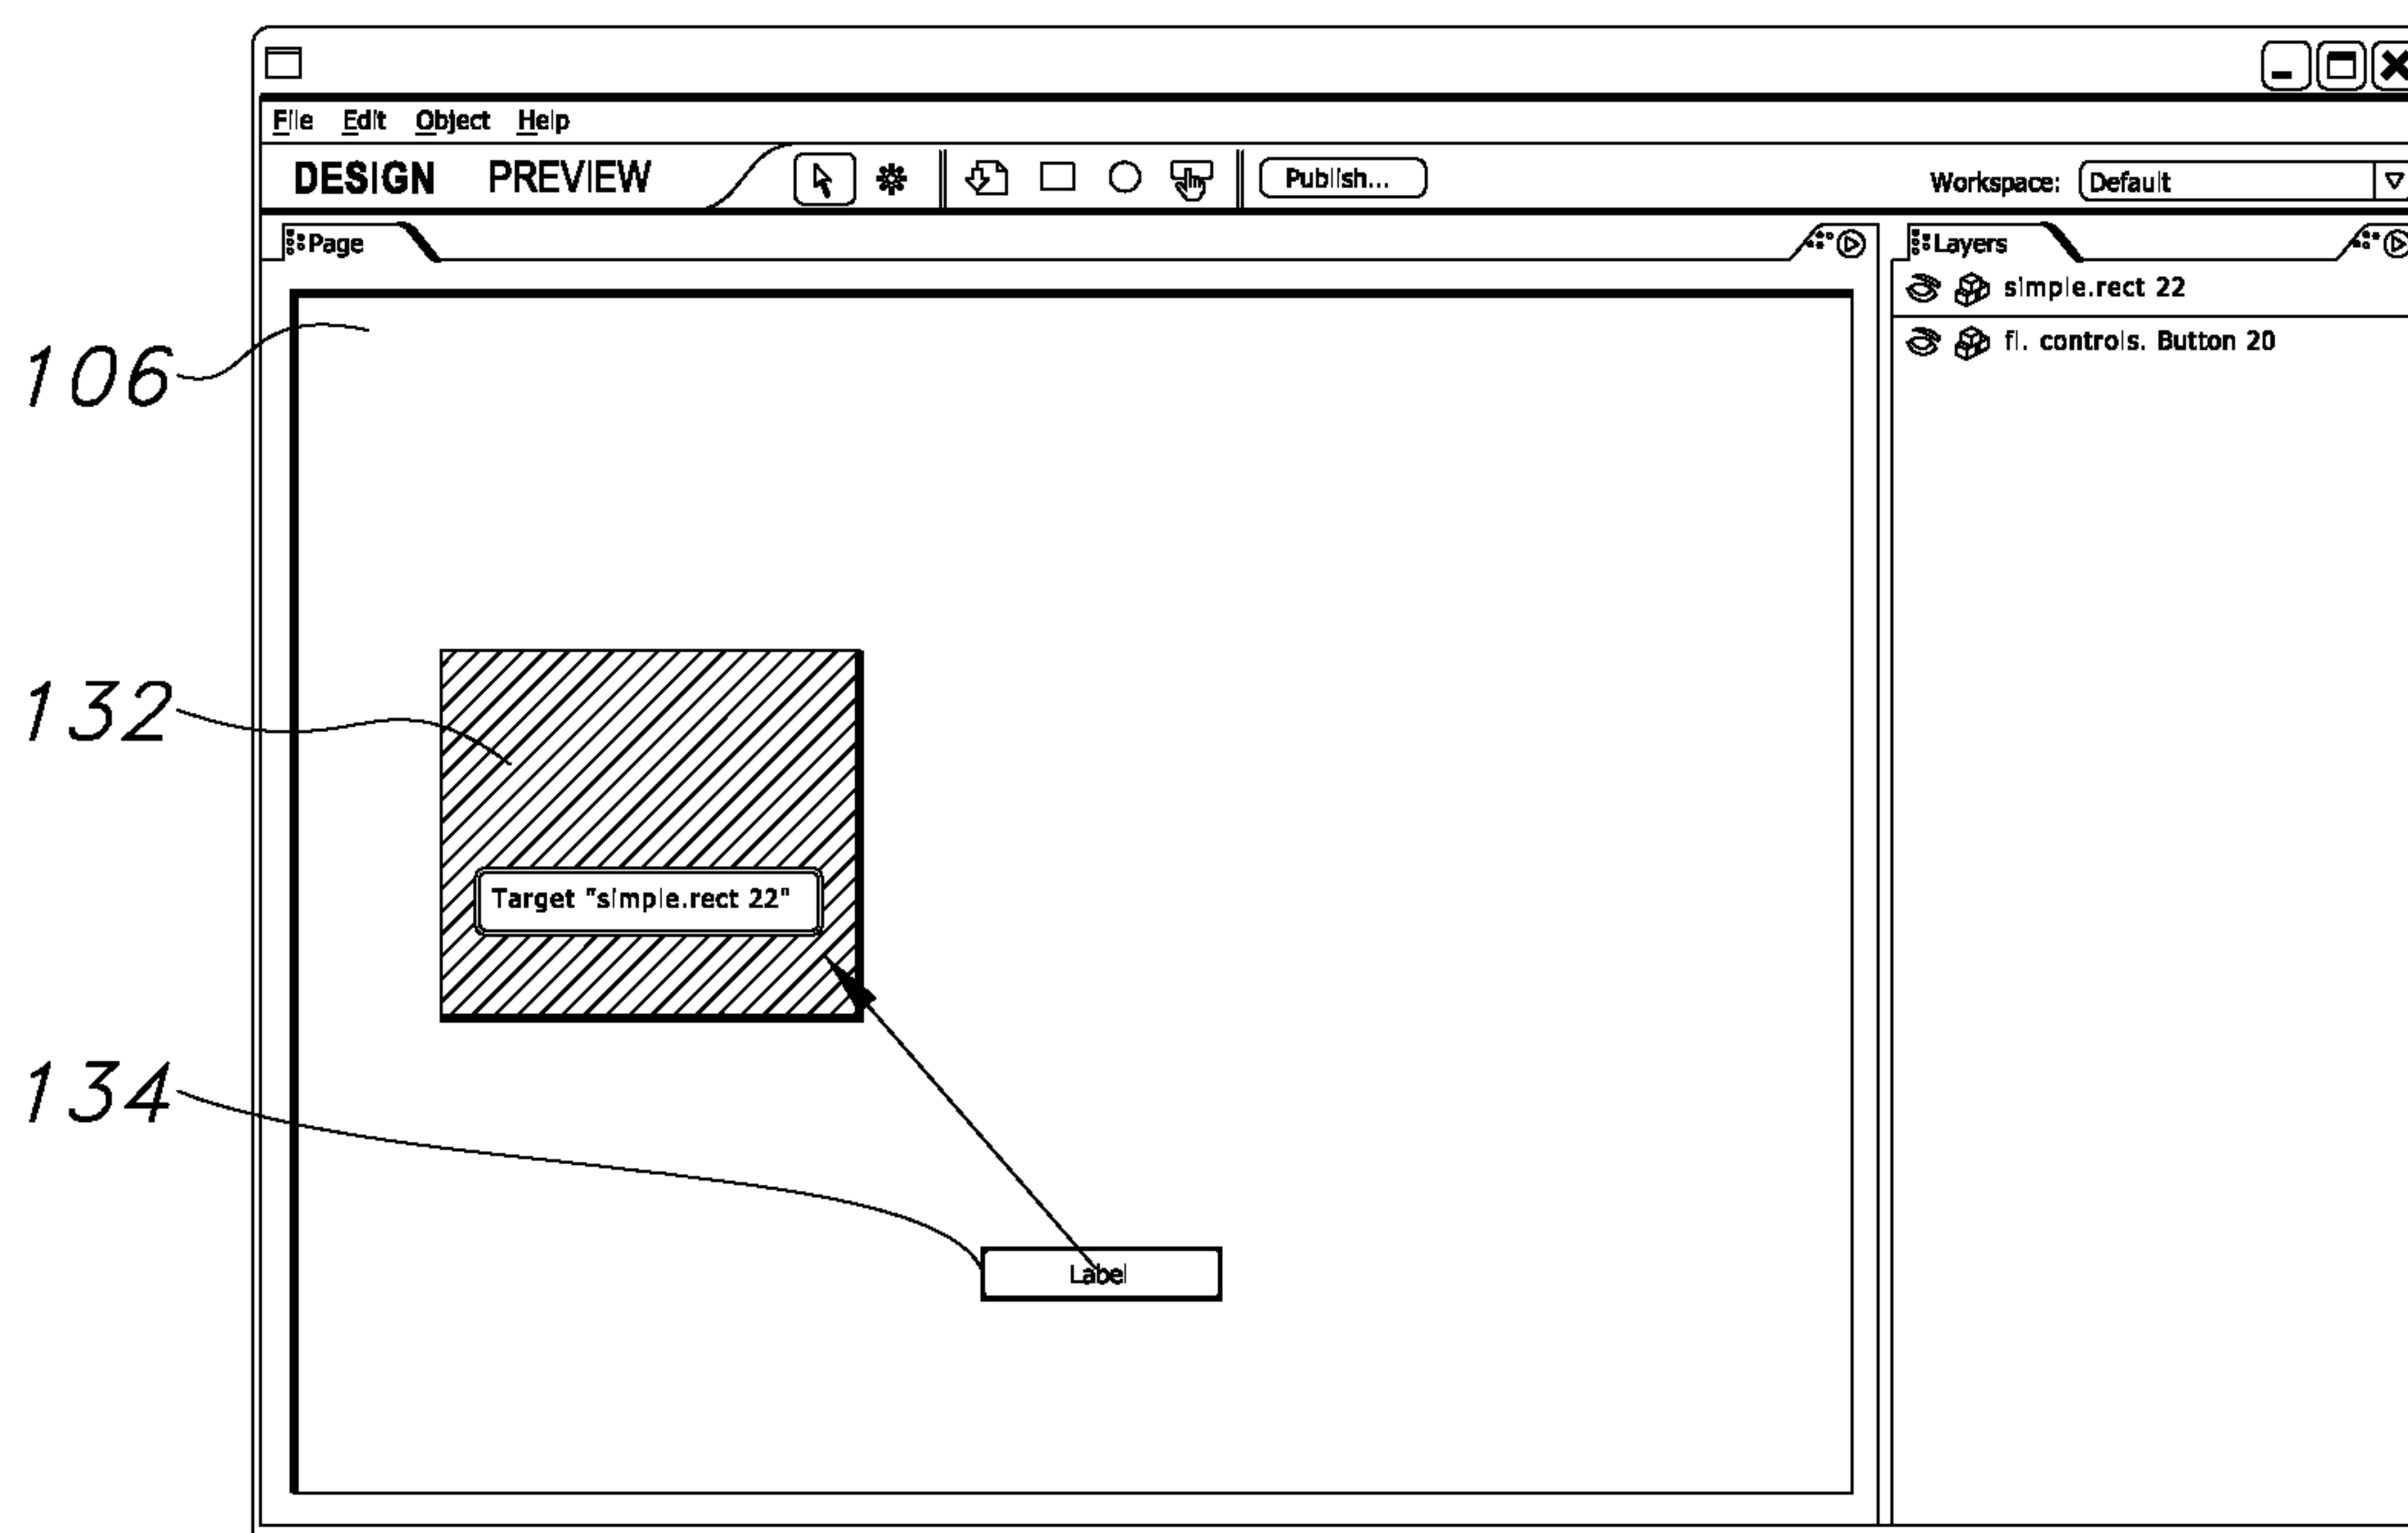 File Edit Object Help
DESIGN PREVIEW Publish... Workspace: Default
Page Layers
simple.rect 22
fl. controls. Button 20
106
132
Target "simple.rect 22"
134
Label